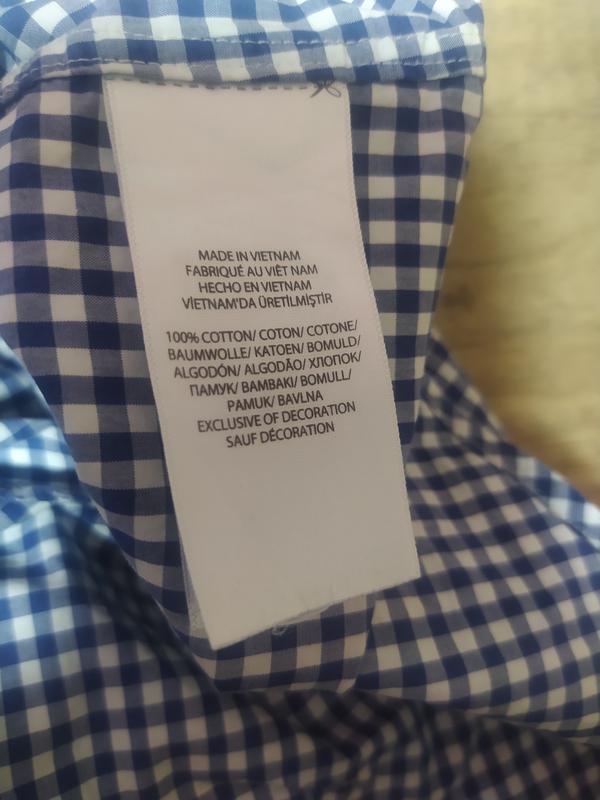 MADE IN VIETNAM
FABRIQUÉ AU VIÊT NAM
HECHO EN VIETNAM
VİETNAM'DA ÜRETİLMİŞTİR
100% COTTON/ COTON/ COTONE/
BAUMWOLLE/ KATOEN/ BOMULD/
ALGODÓN/ ALGODÃO/ ХЛОПОК/
ПАМУК/ ΒΑΜΒΑΚΙ/ BOMULL/
PAMUK/ BAVLNA
EXCLUSIVE OF DECORATION
SAUF DÉCORATION